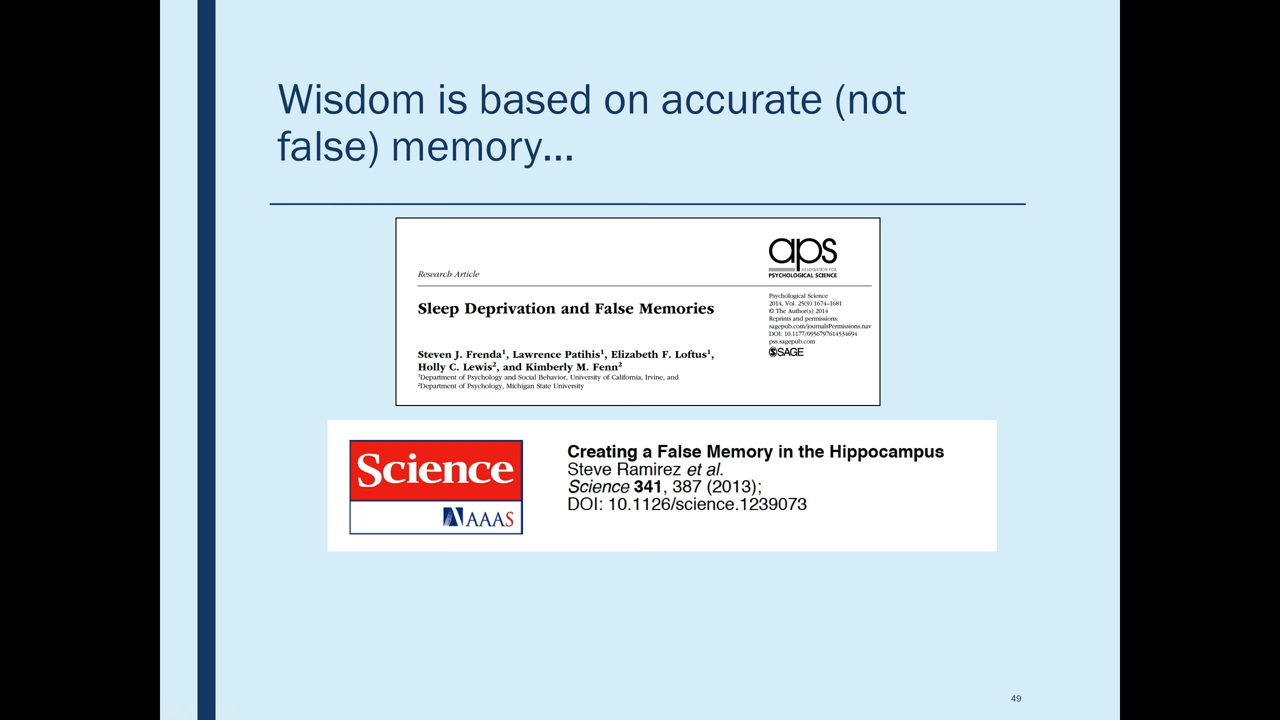 Wisdom is based on accurate (not
false) memory...
aps
ASSOCIATION FOR
PSYCHOLOGICAL SCIENCE
Research Article
Sleep Deprivation and False Memories
Psychological Science
2014, Vol. 25(9) 1674–1681
© The Author(s) 2014
Reprints and permissions:
sagepub.com/journalsPermissions.nav
DOI: 10.1177/0956797614534694
pss.sagepub.com
SAGE
Steven J. Frenda1, Lawrence Patihis1, Elizabeth F. Loftus1,
Holly C. Lewis2, and Kimberly M. Fenn2
1Department of Psychology and Social Behavior, University of California, Irvine, and
2Department of Psychology, Michigan State University
Science
AAAS
Creating a False Memory in the Hippocampus
Steve Ramirez et al.
Science 341, 387 (2013);
DOI: 10.1126/science.1239073
49